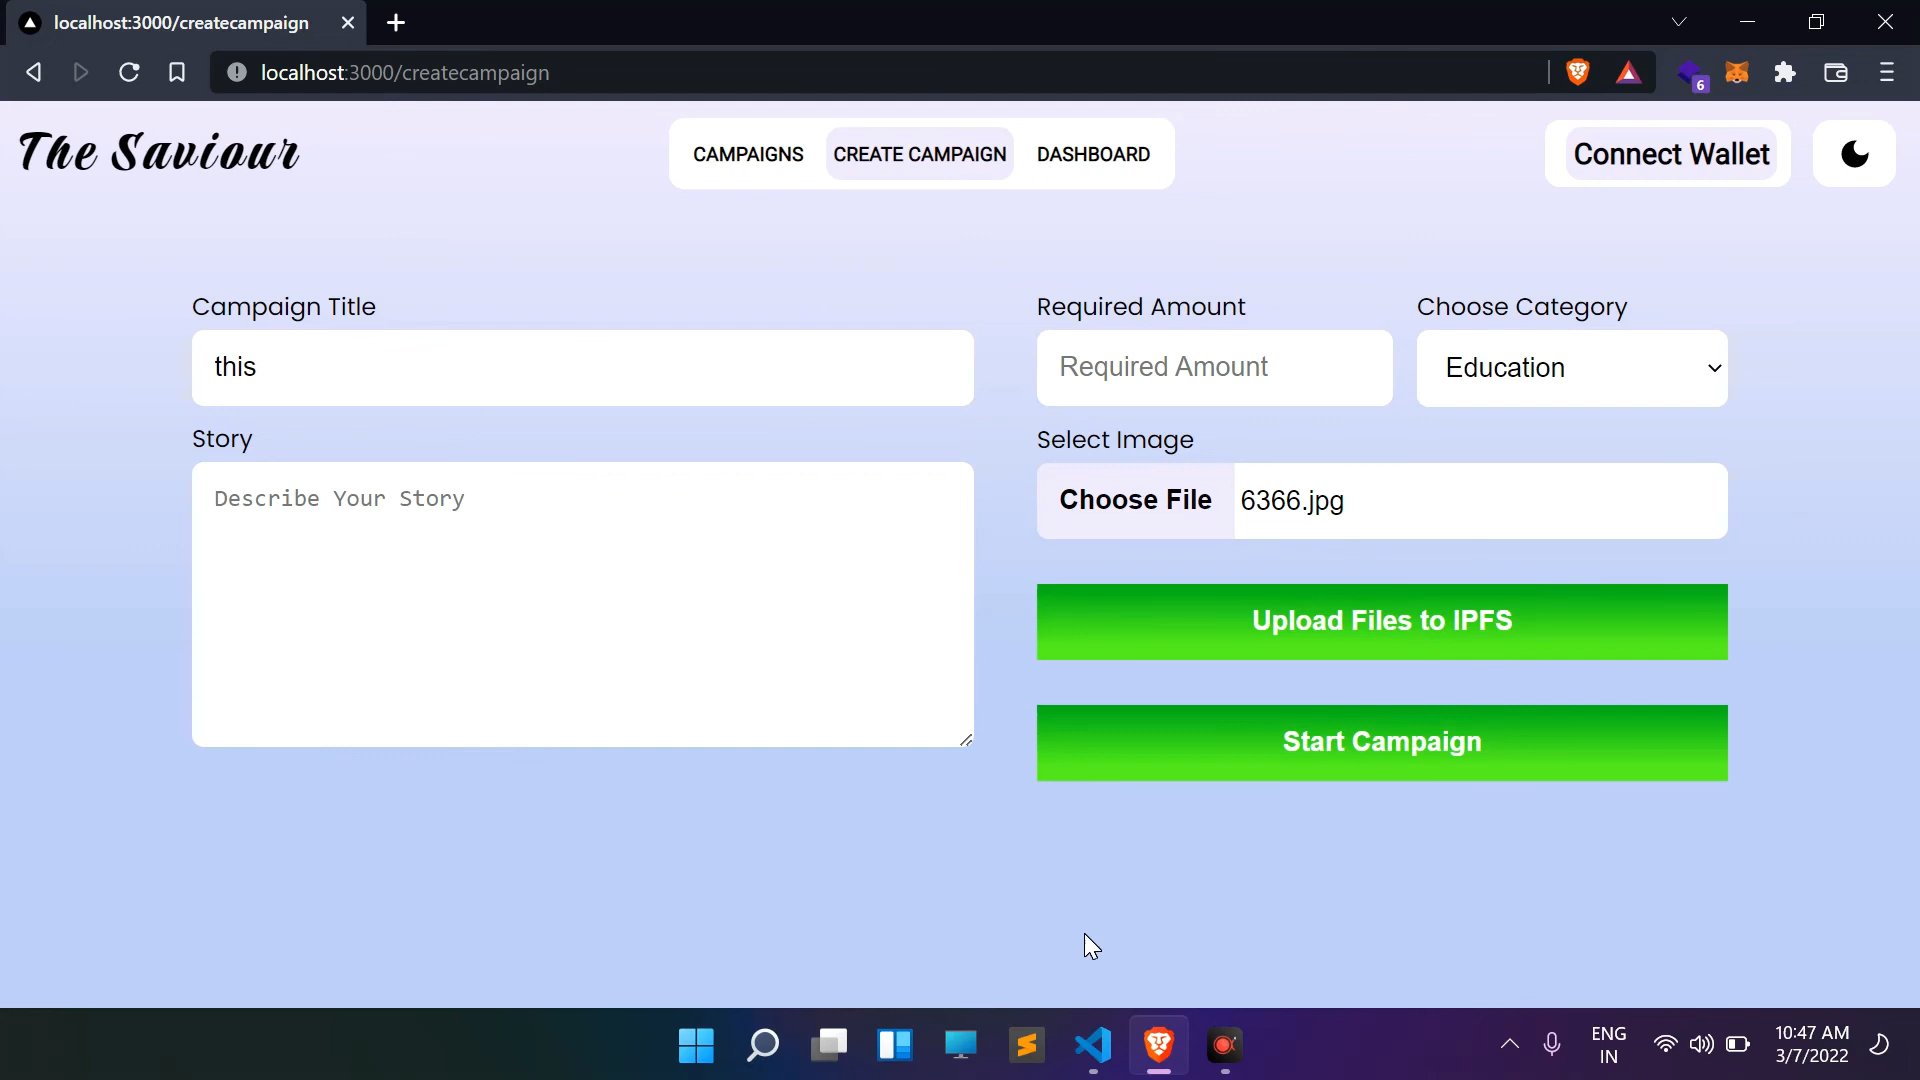 localhost:3000/createcampaign
localhost:3000/createcampaign
6
The Saviour
CAMPAIGNS
CREATE CAMPAIGN
DASHBOARD
Connect Wallet
Campaign Title
this
Story
Describe Your Story
Required Amount
Required Amount
Choose Category
Education
Select Image
Choose File
6366.jpg
Upload Files to IPFS
Start Campaign
ENG
IN
10:47 AM
3/7/2022